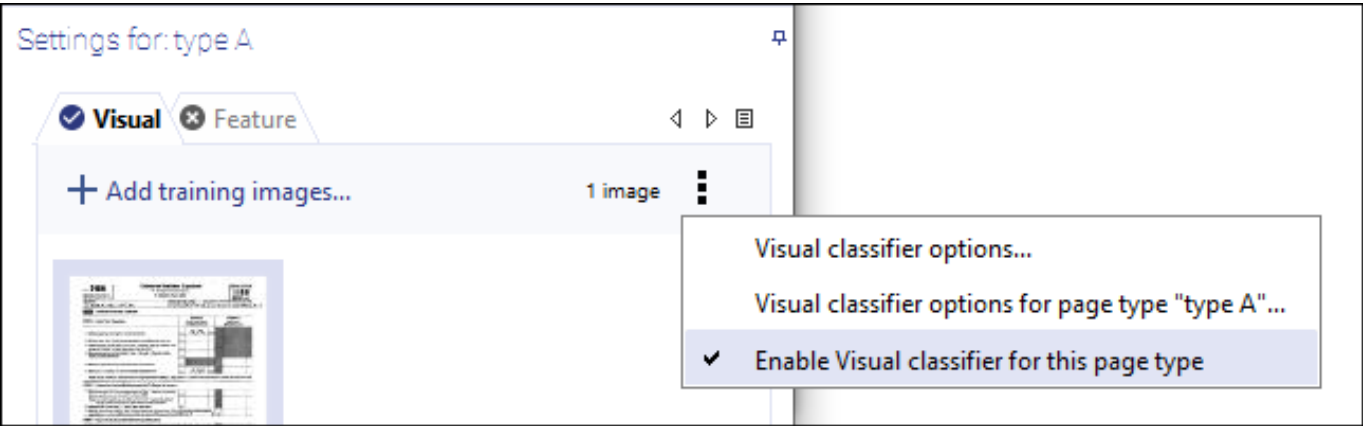 Settings for: type A
Visual Feature
Add training images... 1 image
Visual classifier options...
Visual classifier options for page type "type A"...
Enable Visual classifier for this page type